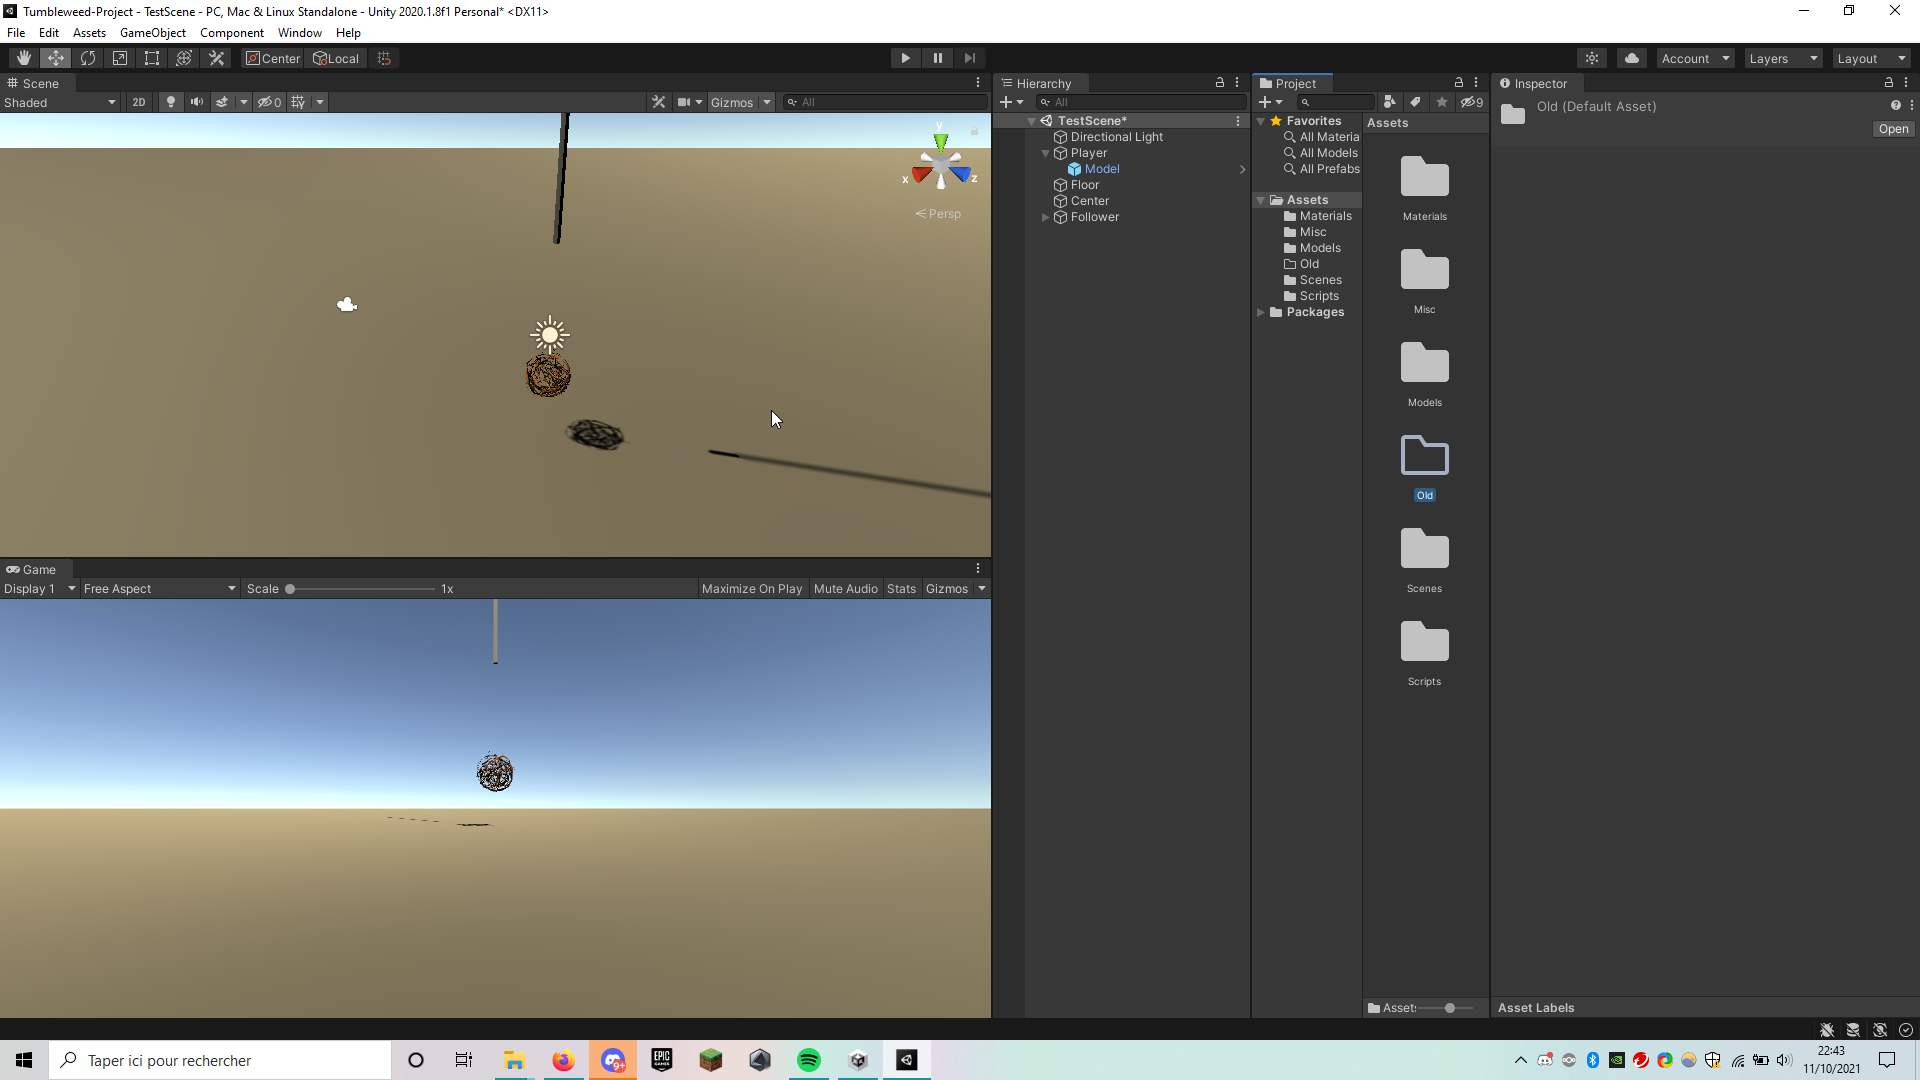 Tumbleweed-Project - TestScene - PC, Mac & Linux Standalone - Unity 2020.1.8f1 Personal* <DX11>
File Edit Assets GameObject Component Window Help
Center Local Account Layers Layout
Scene
Shaded 2D 0 Gizmos All
y
x z
Persp
Game
Display 1 Free Aspect Scale 1x Maximize On Play Mute Audio Stats Gizmos
Hierarchy
All
TestScene*
Directional Light
Player
Model
Floor
Center
Follower
Project
9
Favorites
All Materia
All Models
All Prefabs
Assets
Materials
Misc
Models
Old
Scenes
Scripts
Packages
Assets
Materials
Misc
Models
Old
Scenes
Scripts
Asset
Inspector
Old (Default Asset)
Open
Asset Labels
Taper ici pour rechercher
9+
EPIC
GAMES
22:43
11/10/2021